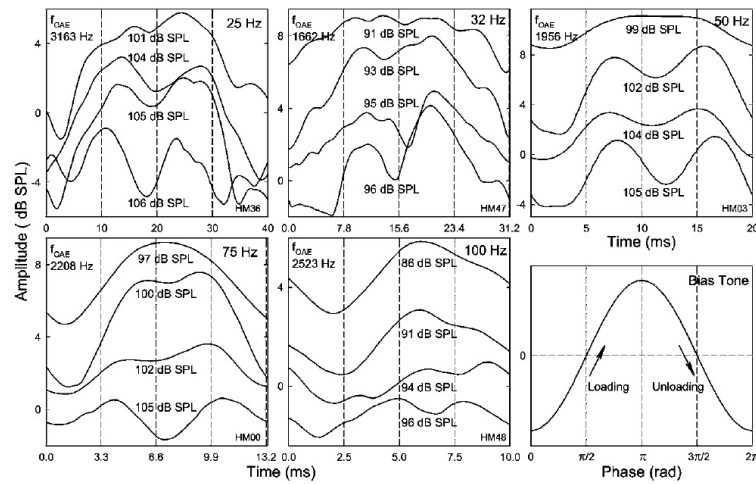 f_OAE 25 Hz
3163 Hz
101 dB SPL
104 dB SPL
105 dB SPL
106 dB SPL
HM36
4
0
-4
0 10 20 30 40
f_OAE 32 Hz
1662 Hz
91 dB SPL
93 dB SPL
95 dB SPL
96 dB SPL
HM47
8
4
0
0.0 7.8 15.6 23.4 31.2
f_OAE 50 Hz
1956 Hz
99 dB SPL
102 dB SPL
104 dB SPL
105 dB SPL
HM03
12
8
4
0
-4
0 5 10 15 20
Time (ms)
Amplitude ( dB SPL)
f_OAE 75 Hz
2208 Hz
97 dB SPL
100 dB SPL
102 dB SPL
105 dB SPL
HM00
8
4
0
0.0 3.3 6.6 9.9 13.2
f_OAE 100 Hz
2523 Hz
86 dB SPL
91 dB SPL
94 dB SPL
96 dB SPL
HM48
4
0
0.0 2.5 5.0 7.5 10.0
Time (ms)
Bias Tone
0
Loading Unloading
0 π/2 π 3π/2 2π
Phase (rad)